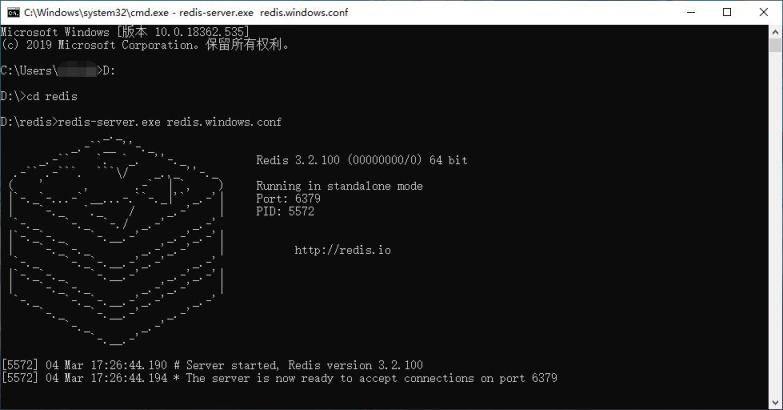 C:\Windows\system32\cmd.exe - redis-server.exe redis.windows.conf
Microsoft Windows [版本 10.0.18362.535]
(c) 2019 Microsoft Corporation。保留所有权利。
C:\Users\ >D:
D:\>cd redis
D:\redis>redis-server.exe redis.windows.conf
Redis 3.2.100 (00000000/0) 64 bit
Running in standalone mode
Port: 6379
PID: 5572
http://redis.io
[5572] 04 Mar 17:26:44.190 # Server started, Redis version 3.2.100
[5572] 04 Mar 17:26:44.194 * The server is now ready to accept connections on port 6379